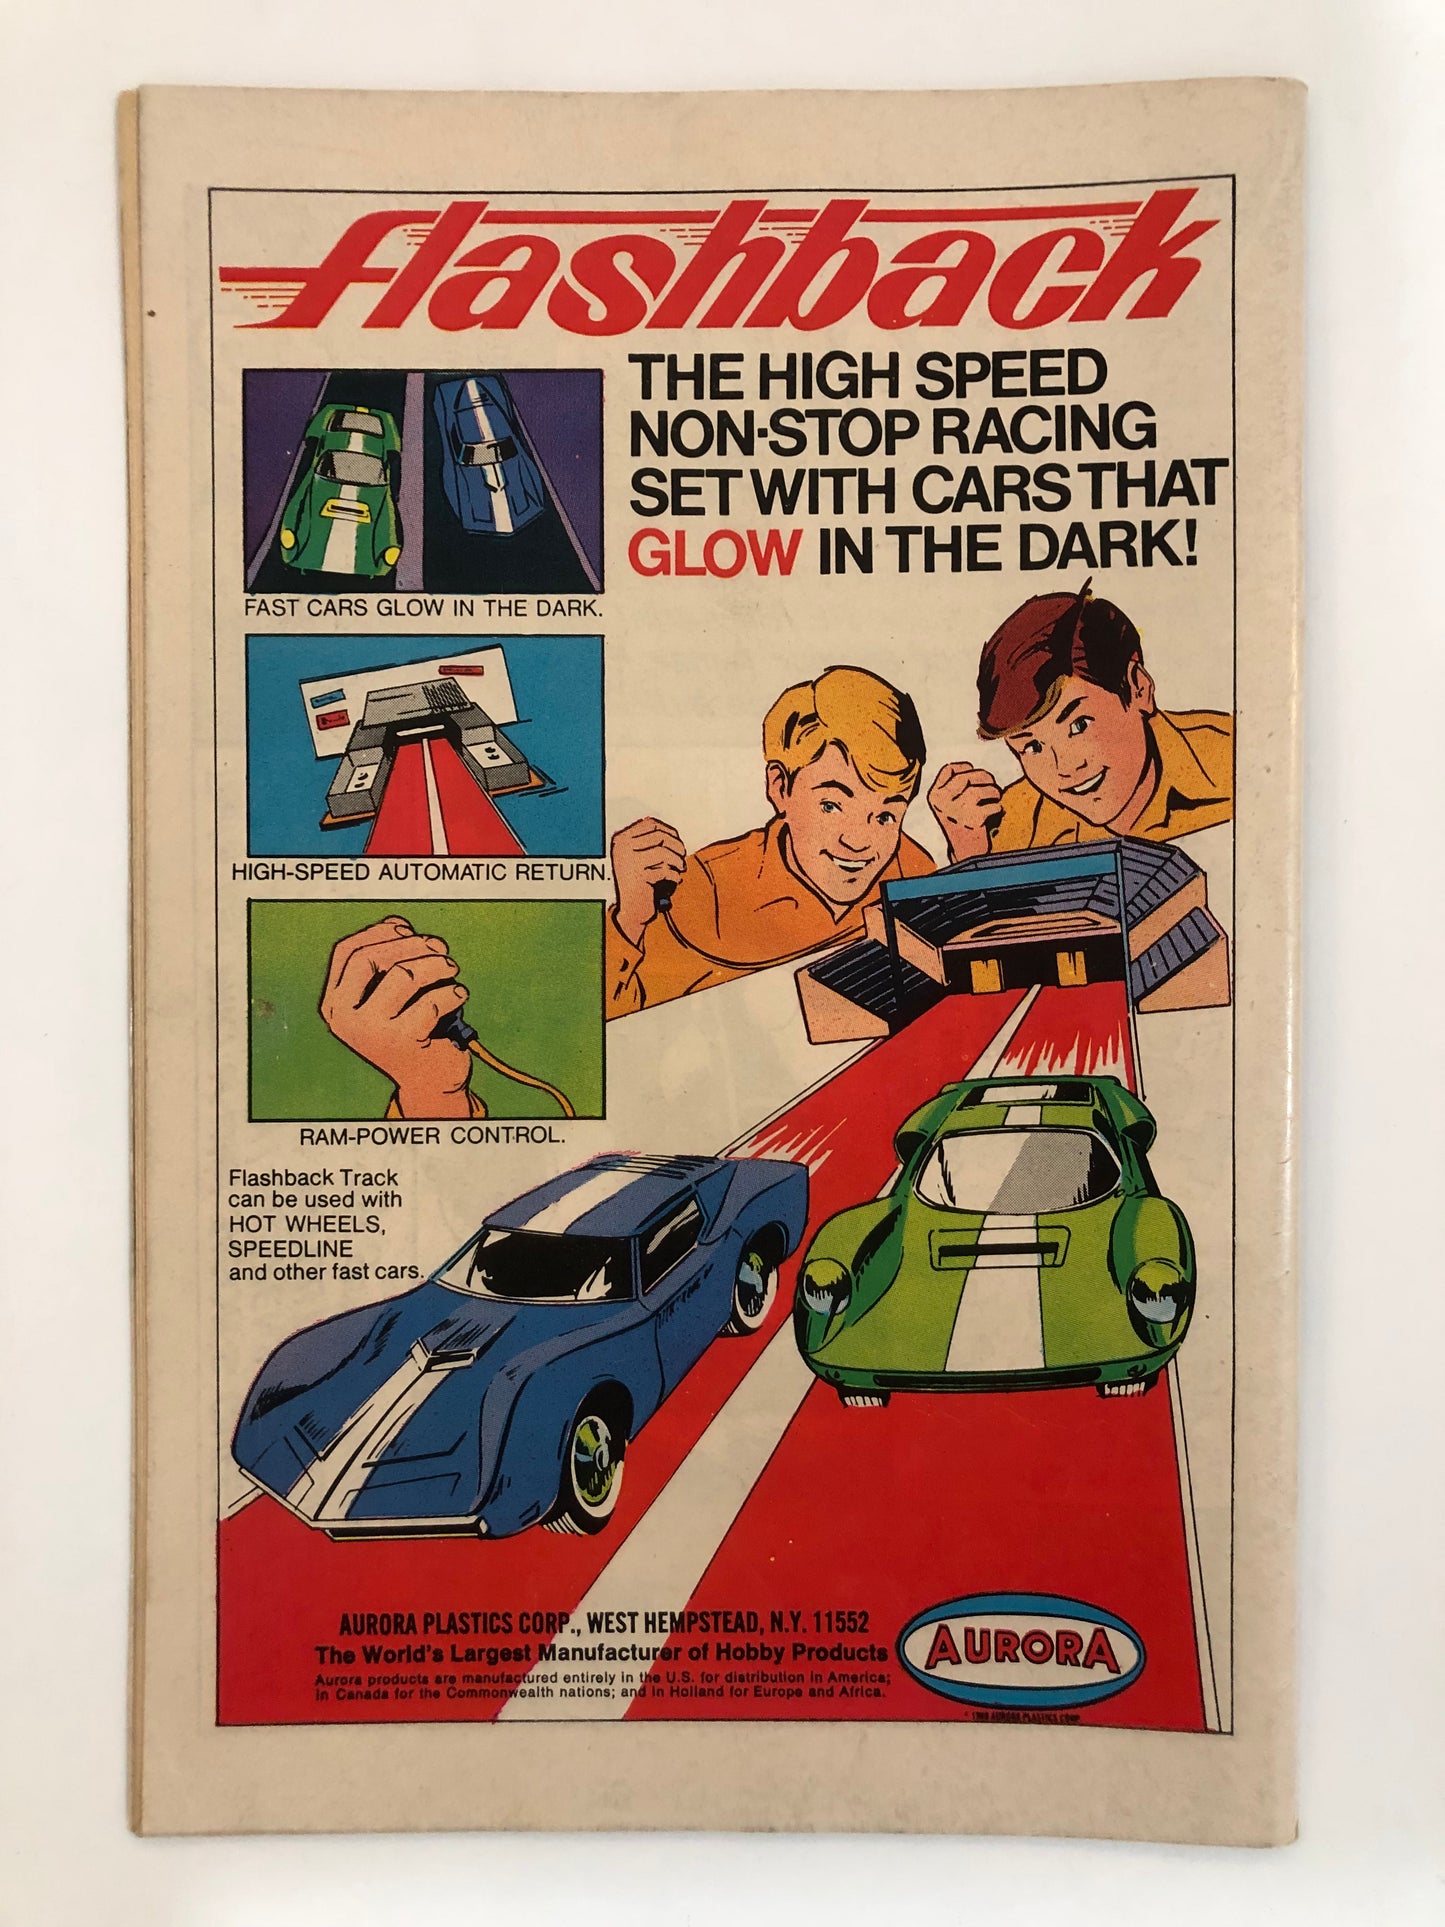 flashback
THE HIGH SPEED
NON-STOP RACING
SET WITH CARS THAT
GLOW IN THE DARK!
FAST CARS GLOW IN THE DARK.
HIGH-SPEED AUTOMATIC RETURN.
RAM-POWER CONTROL.
Flashback Track
can be used with
HOT WHEELS,
SPEEDLINE
and other fast cars.
AURORA PLASTICS CORP., WEST HEMPSTEAD, N.Y. 11552
The World's Largest Manufacturer of Hobby Products
Aurora products are manufactured entirely in the U.S. for distribution in America;
in Canada for the Commonwealth nations; and in Holland for Europe and Africa.
AURORA
AURORA PLASTICS CORP